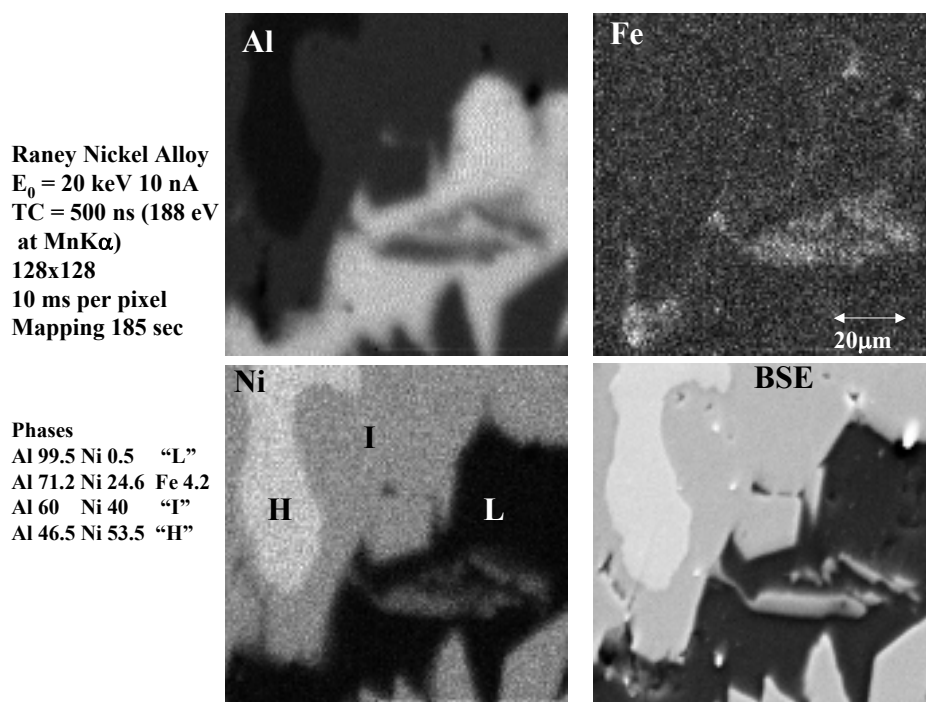 Al
Fe
Raney Nickel Alloy
E₀ = 20 keV 10 nA
TC = 500 ns (188 eV
at MnKα)
128x128
10 ms per pixel
Mapping 185 sec
20μm
Ni
BSE
I
H
L
Phases
Al 99.5 Ni 0.5 “L”
Al 71.2 Ni 24.6 Fe 4.2
Al 60 Ni 40 “I”
Al 46.5 Ni 53.5 “H”